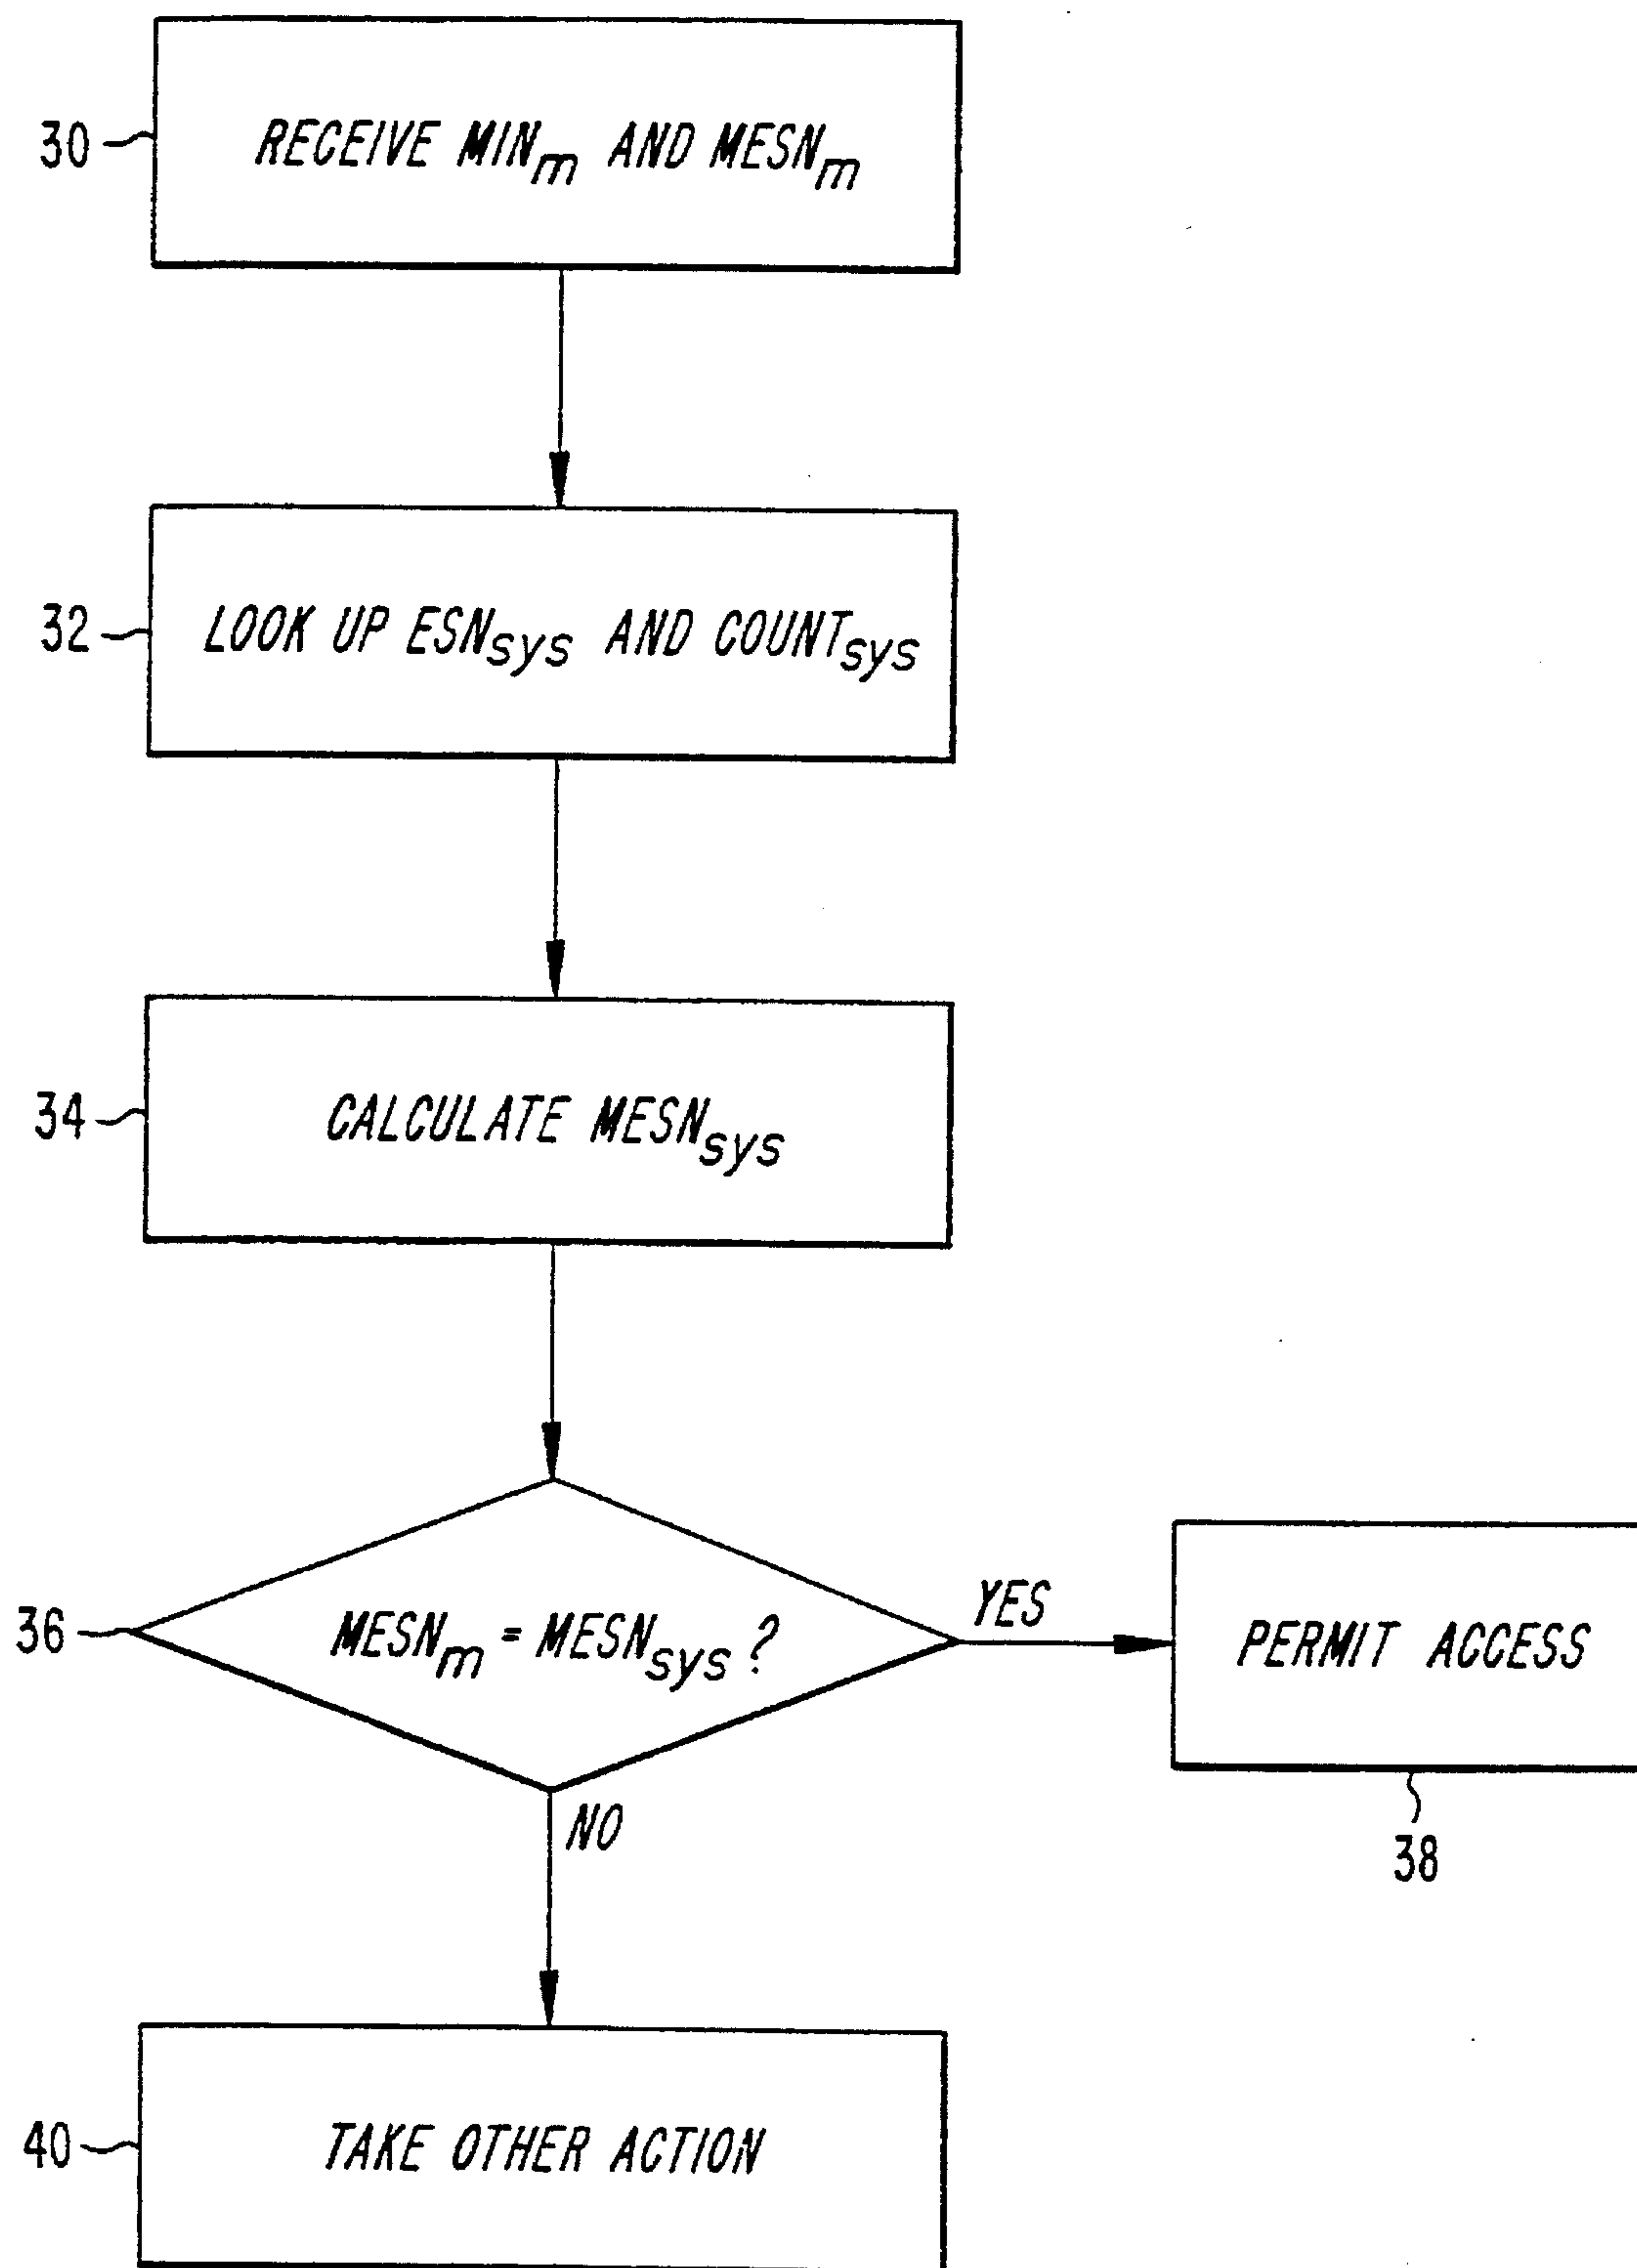 30 RECEIVE MINm AND MESNm
32 LOOK UP ESNsys AND COUNTsys
34 CALCULATE MESNsys
36 MESNm = MESNsys ?
YES
PERMIT ACCESS
38
NO
40 TAKE OTHER ACTION